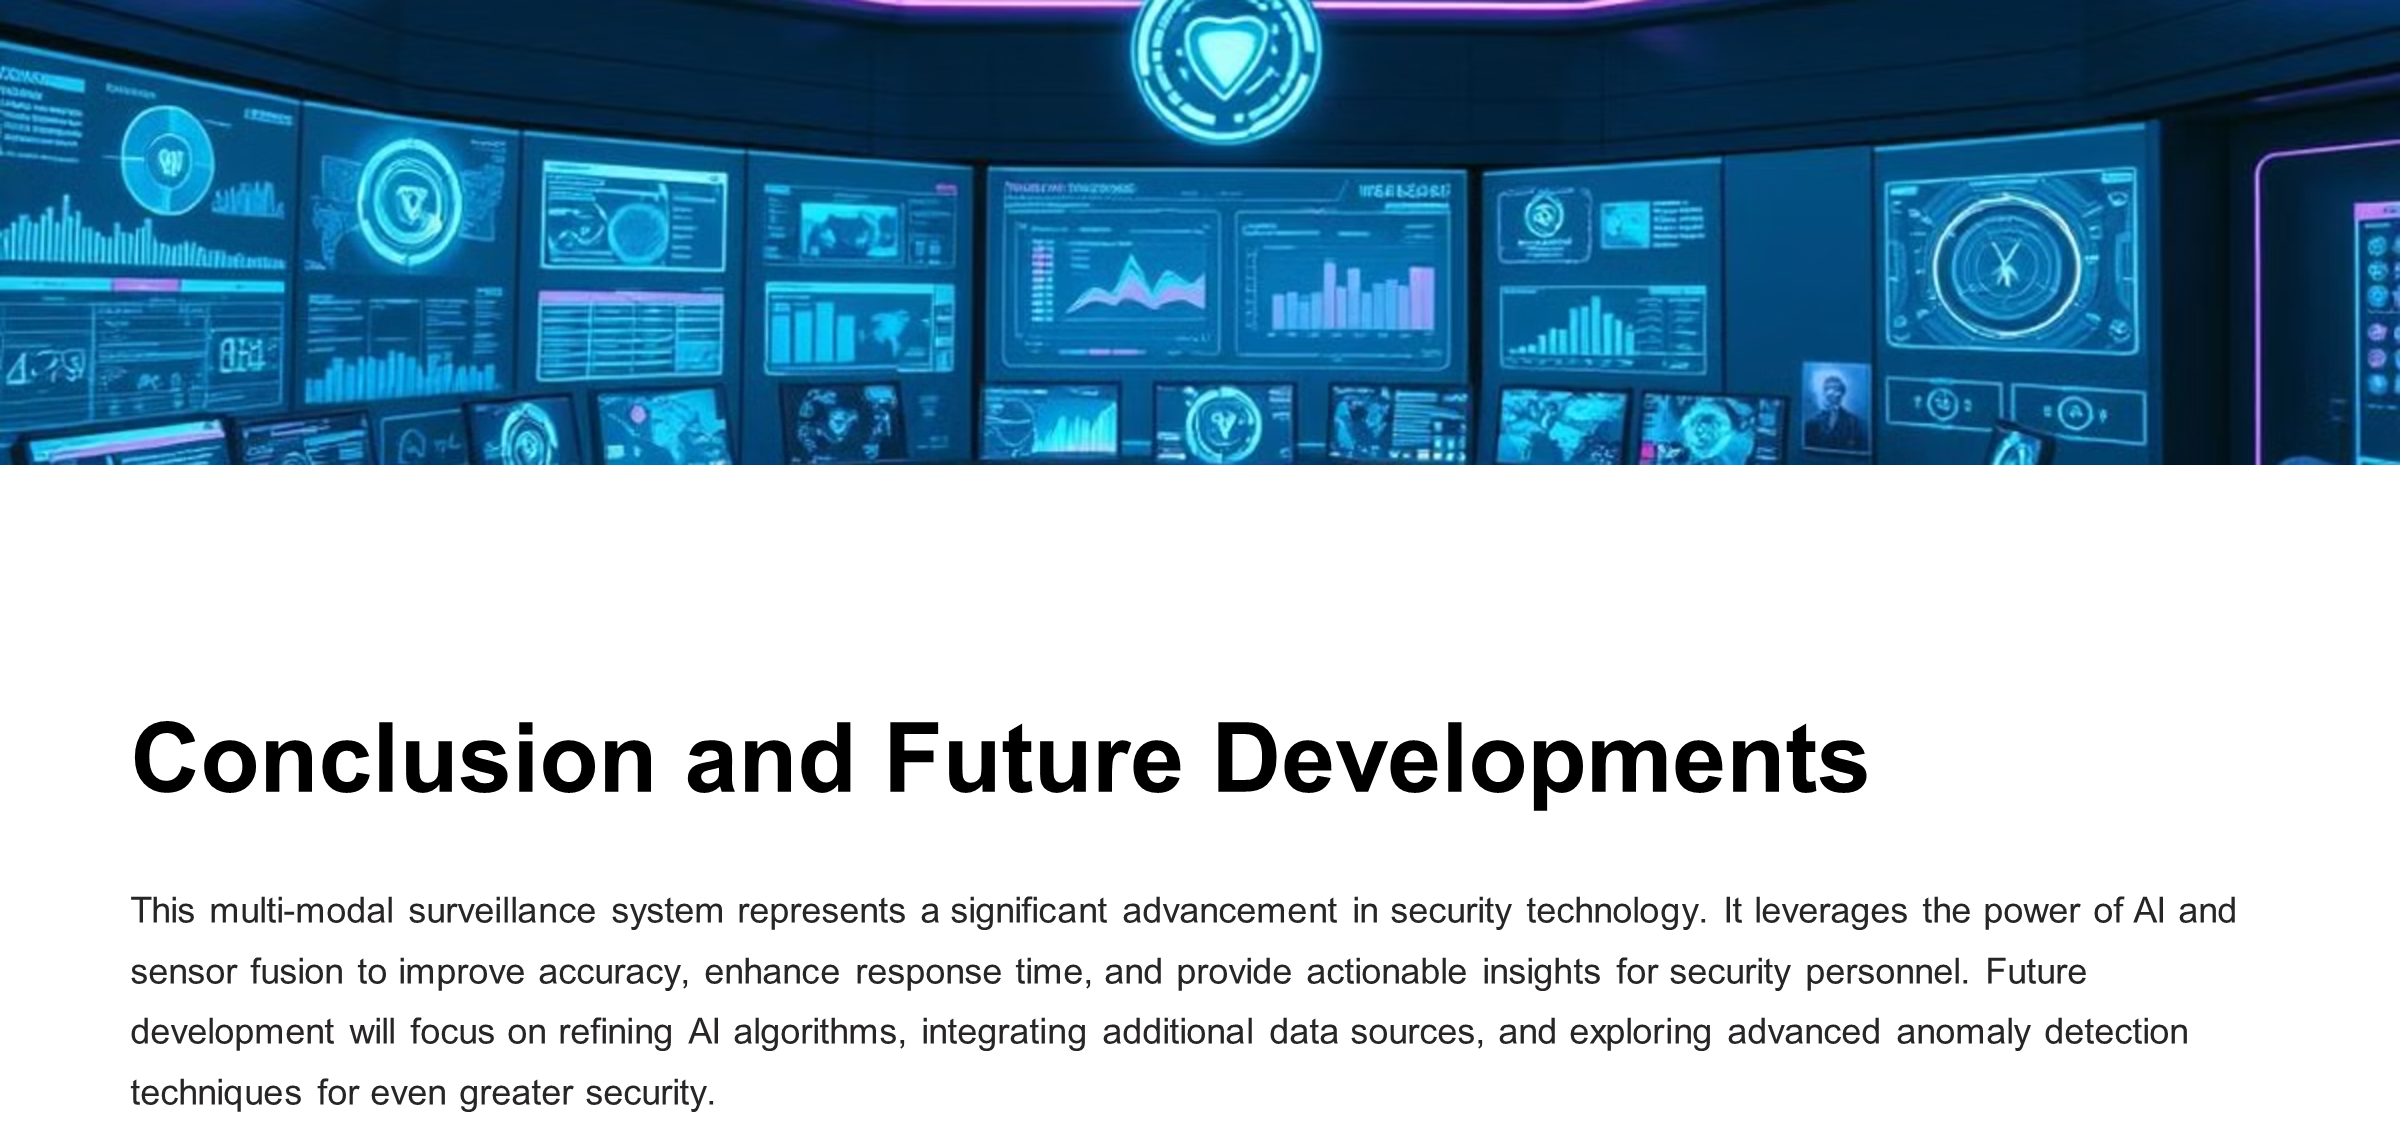 Conclusion and Future Developments
This multi-modal surveillance system represents a significant advancement in security technology. It leverages the power of AI and
sensor fusion to improve accuracy, enhance response time, and provide actionable insights for security personnel. Future
development will focus on refining AI algorithms, integrating additional data sources, and exploring advanced anomaly detection
techniques for even greater security.